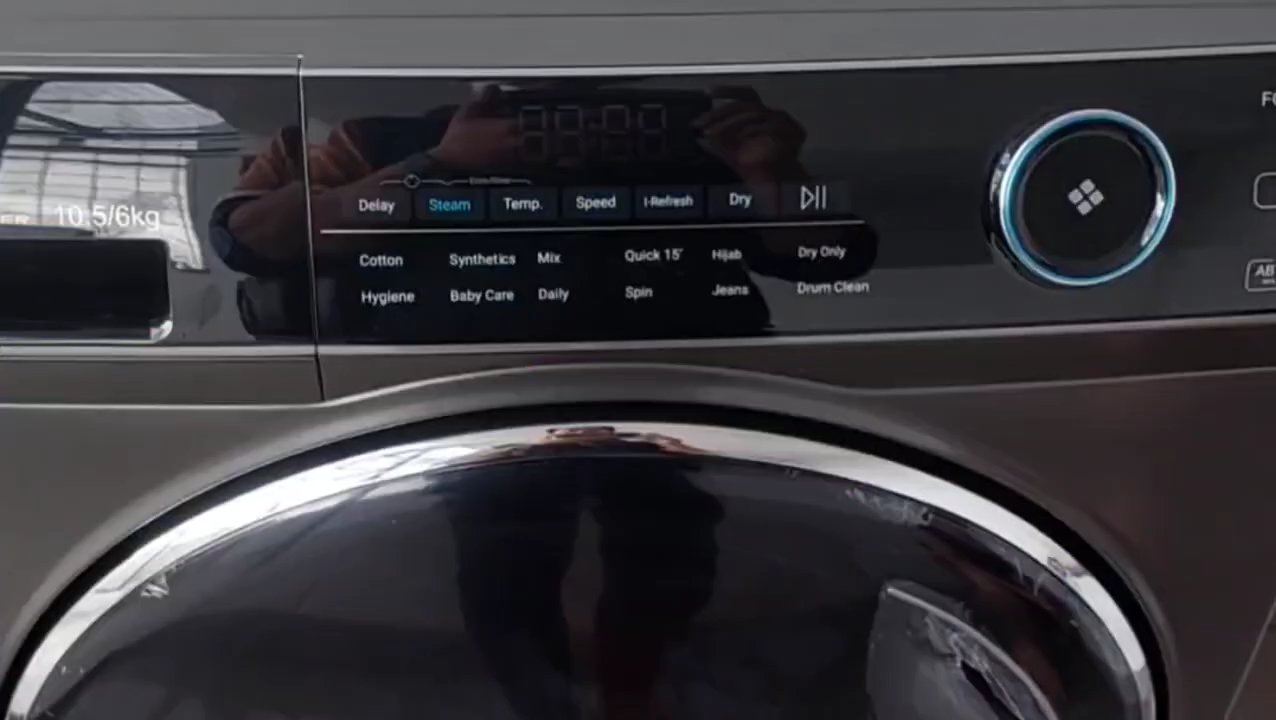 10.5/6kg
Delay Steam Temp. Speed I-Refresh Dry
Cotton Synthetics Mix Quick 15' Hijab Dry Only
Hygiene Baby Care Daily Spin Jeans Drum Clean